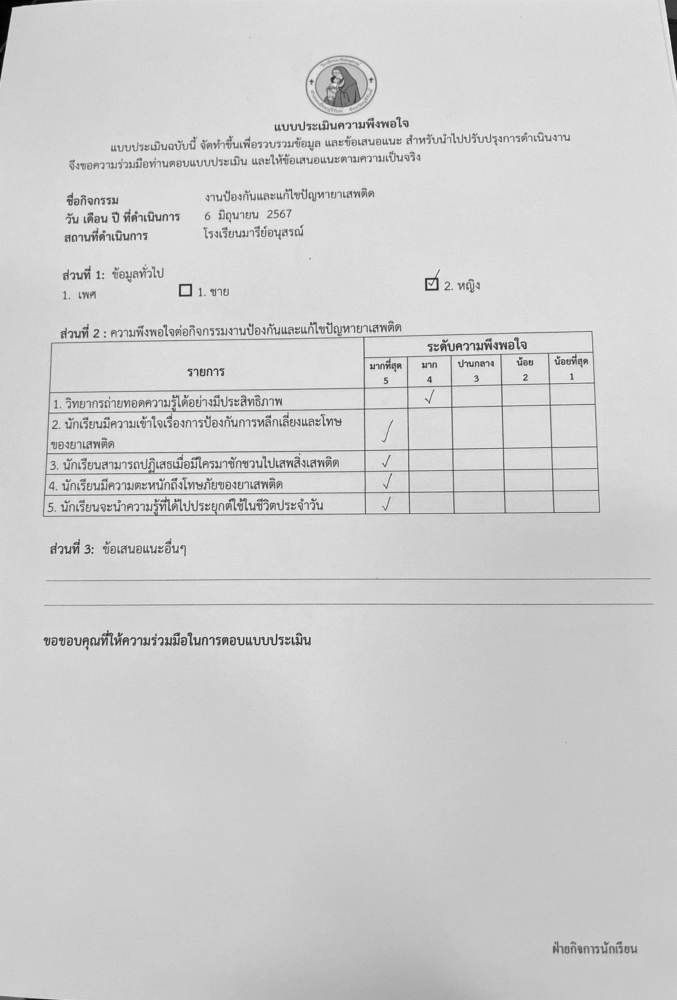 แบบประเมินความพึงพอใจ
แบบประเมินฉบับนี้ จัดทำขึ้นเพื่อรวบรวมข้อมูล และข้อเสนอแนะ สำหรับนำไปปรับปรุงการดำเนินงาน
จึงขอความร่วมมือท่านตอบแบบประเมิน และให้ข้อเสนอแนะตามความเป็นจริง
ชื่อกิจกรรม งานป้องกันและแก้ไขปัญหายาเสพติด
วัน เดือน ปี ที่ดำเนินการ 6 มิถุนายน 2567
สถานที่ดำเนินการ โรงเรียนมารีย์อนุสรณ์
ส่วนที่ 1: ข้อมูลทั่วไป
1. เพศ ☐ 1. ชาย ☑ 2. หญิง
ส่วนที่ 2 : ความพึงพอใจต่อกิจกรรมงานป้องกันและแก้ไขปัญหายาเสพติด
รายการ ระดับความพึงพอใจ
มากที่สุด มาก ปานกลาง น้อย น้อยที่สุด
5 4 3 2 1
1. วิทยากรถ่ายทอดความรู้ได้อย่างมีประสิทธิภาพ ✓
2. นักเรียนมีความเข้าใจเรื่องการป้องกันการหลีกเลี่ยงและโทษ
ของยาเสพติด ✓
3. นักเรียนสามารถปฏิเสธเมื่อมีใครมาชักชวนไปเสพสิ่งเสพติด ✓
4. นักเรียนมีความตะหนักถึงโทษภัยของยาเสพติด ✓
5. นักเรียนจะนำความรู้ที่ได้ไปประยุกต์ใช้ในชีวิตประจำวัน ✓
ส่วนที่ 3: ข้อเสนอแนะอื่นๆ
ขอขอบคุณที่ให้ความร่วมมือในการตอบแบบประเมิน
ฝ่ายกิจการนักเรียน